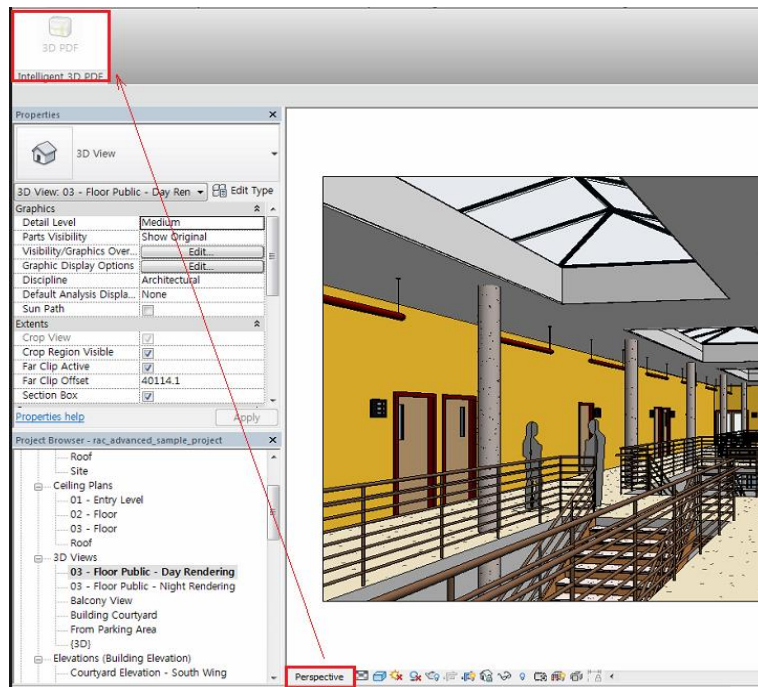 3D PDF
Intelligent 3D PDF
Properties
3D View
3D View: 03 - Floor Public - Day Ren
Edit Type
Graphics
Detail Level Medium
Parts Visibility Show Original
Visibility/Graphics Over... Edit...
Graphic Display Options Edit...
Discipline Architectural
Default Analysis Displa... None
Sun Path
Extents
Crop View
Crop Region Visible
Far Clip Active
Far Clip Offset 40114.1
Section Box
Properties help
Apply
Project Browser - rac_advanced_sample_project
Roof
Site
Ceiling Plans
01 - Entry Level
02 - Floor
03 - Floor
Roof
3D Views
03 - Floor Public - Day Rendering
03 - Floor Public - Night Rendering
Balcony View
Building Courtyard
From Parking Area
{3D}
Elevations (Building Elevation)
Courtyard Elevation - South Wing
Perspective